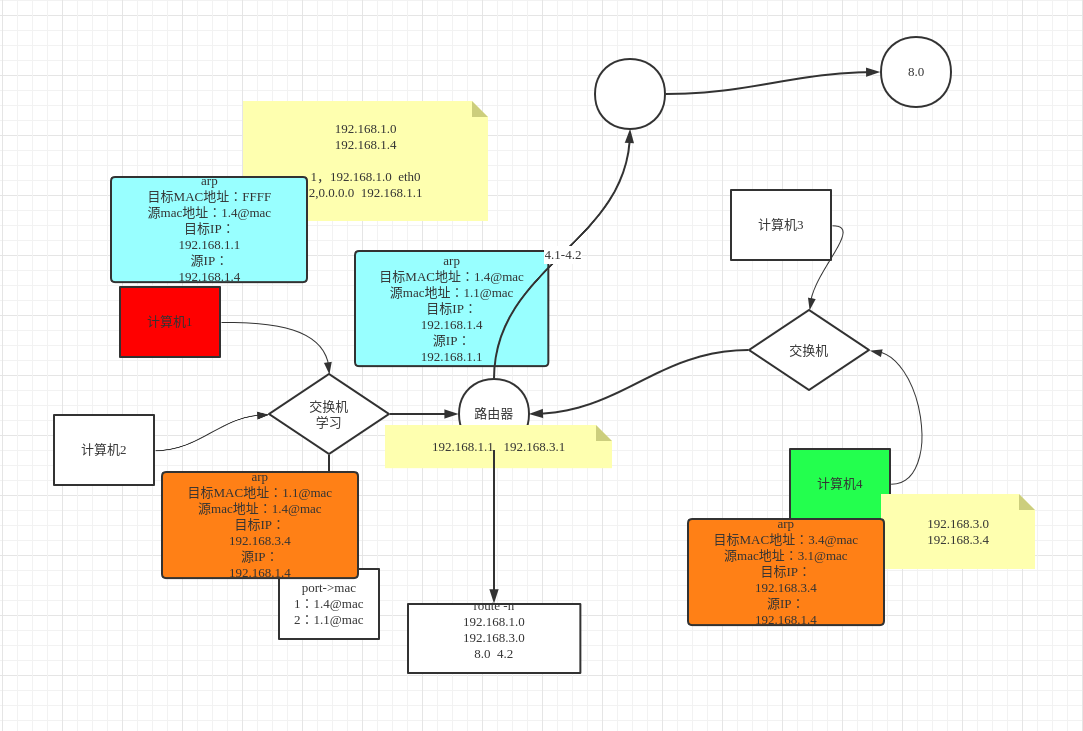 8.0
192.168.1.0
192.168.1.4
1，192.168.1.0  eth0
2,0.0.0.0  192.168.1.1
arp
目标MAC地址：FFFF
源mac地址：1.4@mac
目标IP：
192.168.1.1
源IP：
192.168.1.4
计算机1
4.1-4.2
arp
目标MAC地址：1.4@mac
源mac地址：1.1@mac
目标IP：
192.168.1.4
源IP：
192.168.1.1
计算机3
交换机
交换机
学习
路由器
计算机2
192.168.1.1   192.168.3.1
计算机4
arp
目标MAC地址：1.1@mac
源mac地址：1.4@mac
目标IP：
192.168.3.4
源IP：
192.168.1.4
port->mac
1：1.4@mac
2：1.1@mac
route -n
192.168.1.0
192.168.3.0
8.0  4.2
arp
目标MAC地址：3.4@mac
源mac地址：3.1@mac
目标IP：
192.168.3.4
源IP：
192.168.1.4
192.168.3.0
192.168.3.4